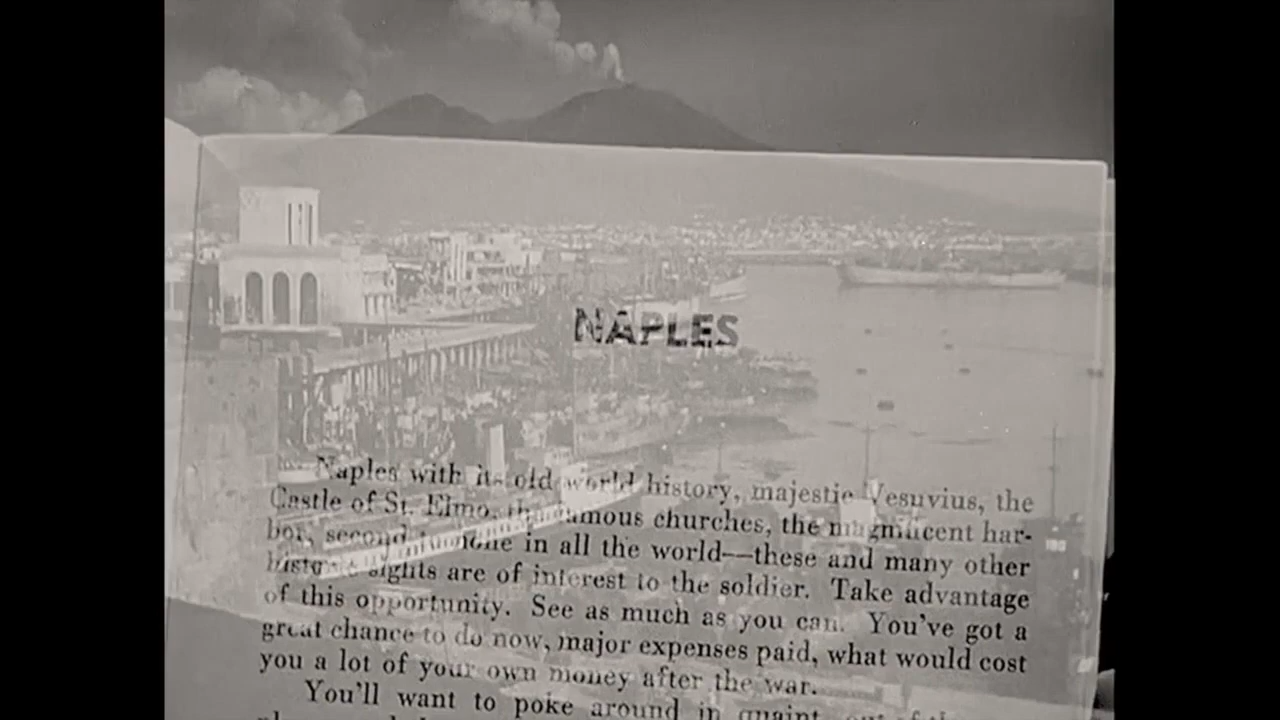 NAPLES
Naples with its old world history, majestic Vesuvius, the
Castle of St. Elmo, the famous churches, the magnificent har-
bor, second to none in all the world—these and many other
historic sights are of interest to the soldier. Take advantage
of this opportunity. See as much as you can. You've got a
great chance to do now, major expenses paid, what would cost
you a lot of your own money after the war.
You'll want to poke around in quaint, out of